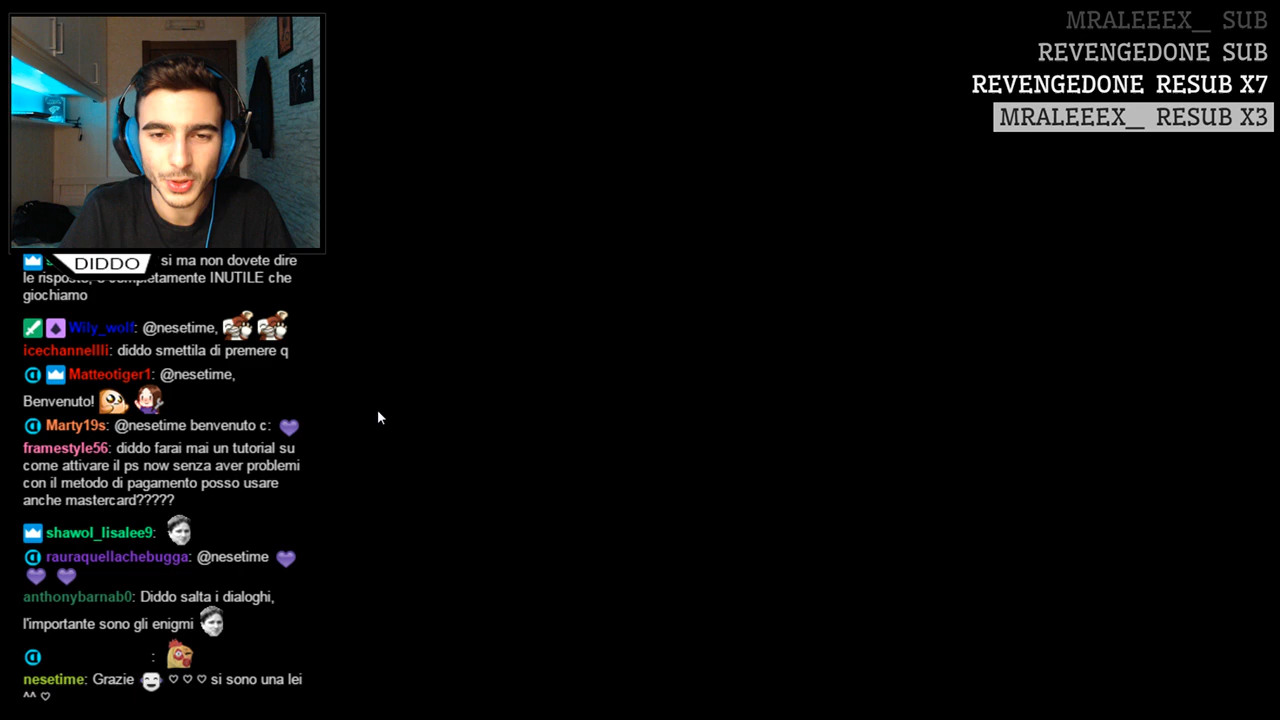 MRALEEEX_ SUB
REVENGEDONE SUB
REVENGEDONE RESUB X7
MRALEEEX_ RESUB X3
DIDDO
si ma non dovete dire
le risposte, è completamente INUTILE che
giochiamo
Wily_wolf: @nesetime,
icechannellli: diddo smettila di premere q
Matteotiger1: @nesetime,
Benvenuto!
Marty19s: @nesetime benvenuto c: 💜
framestyle56: diddo farai mai un tutorial su
come attivare il ps now senza aver problemi
con il metodo di pagamento posso usare
anche mastercard?????
shawol_lisalee9:
rauraquellachebugga: @nesetime 💜
💜 💜
anthonybarnab0: Diddo salta i dialoghi,
l'importante sono gli enigmi
:
nesetime: Grazie ♡ ♡ ♡ si sono una lei
^^ ♡